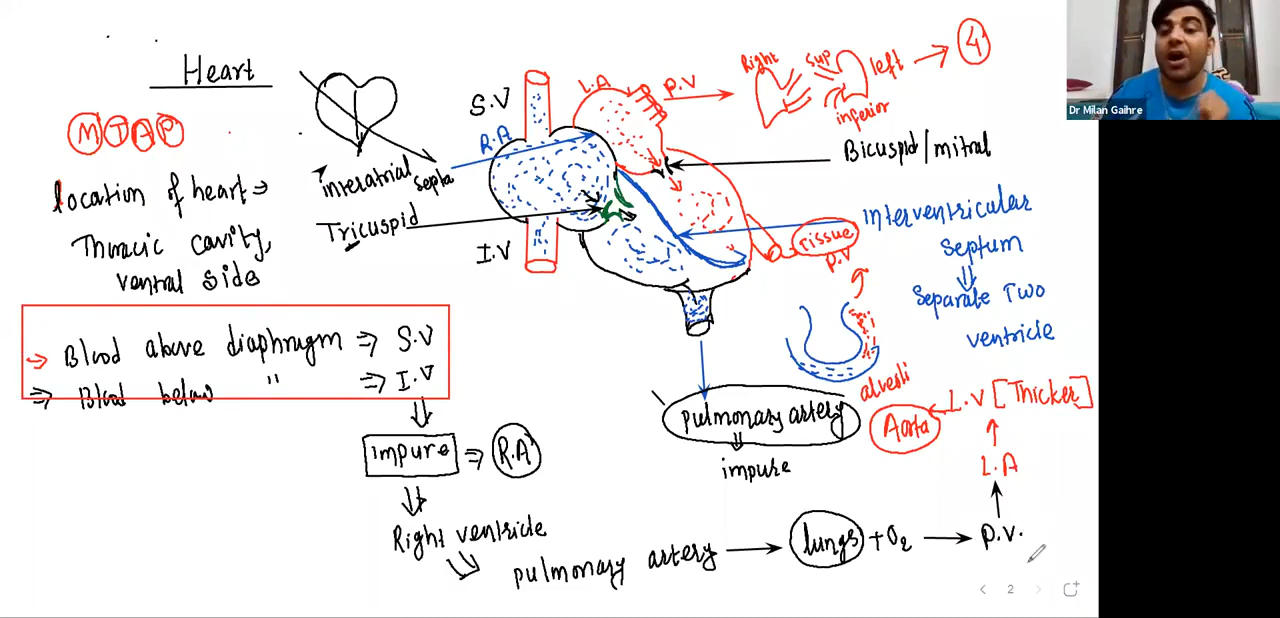 Heart
MTAP
location of heart ⇒
Thoracic cavity,
ventral side
→ Blood above diaphragm ⇒ S.V
⇒ Blood below " ⇒ I.V
impure ⇒ R.A
Right ventricle
pulmonary artery → lungs + O2 → P.V.
L.A
L.V [Thicker]
Aorta
interatrial septa
Tricuspid
S.V
R.A
I.V
L.A
P.V
Right
Sup
left → 4
inferior
Bicuspid/mitral
Interventricular
Septum
Separate Two
ventricle
Tissue
P.V
alveoli
pulmonary artery
impure
2
Dr Milan Gaihre